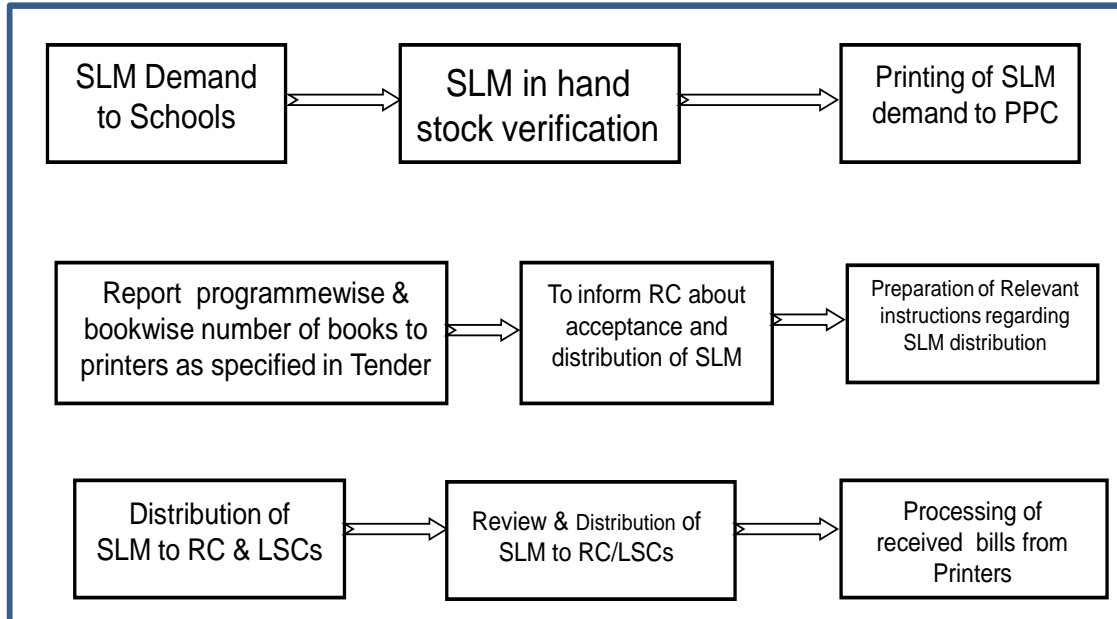 SLM Demand
to Schools
SLM in hand
stock verification
Printing of SLM
demand to PPC
Report programmewise &
bookwise number of books to
printers as specified in Tender
To inform RC about
acceptance and
distribution of SLM
Preparation of Relevant
instructions regarding
SLM distribution
Distribution of
SLM to RC & LSCs
Review & Distribution of
SLM to RC/LSCs
Processing of
received bills from
Printers